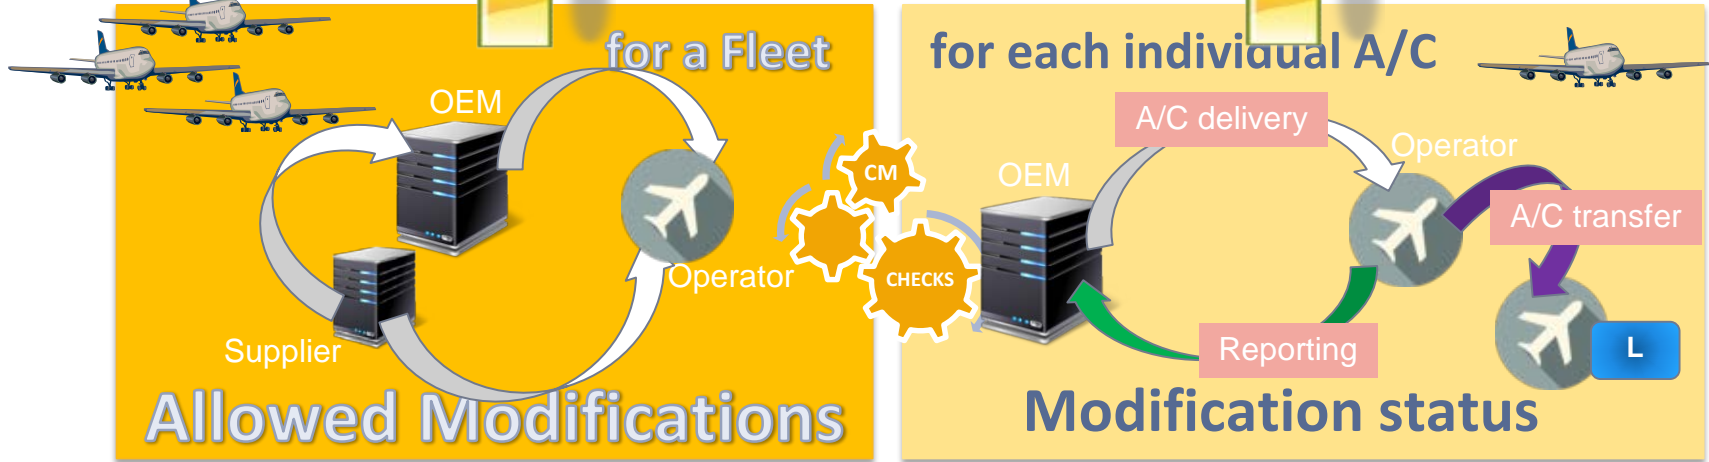 for a Fleet
OEM
Operator
Supplier
Allowed Modifications
CM
CHECKS
for each individual A/C
A/C delivery
Operator
OEM
A/C transfer
Reporting
L
Modification status